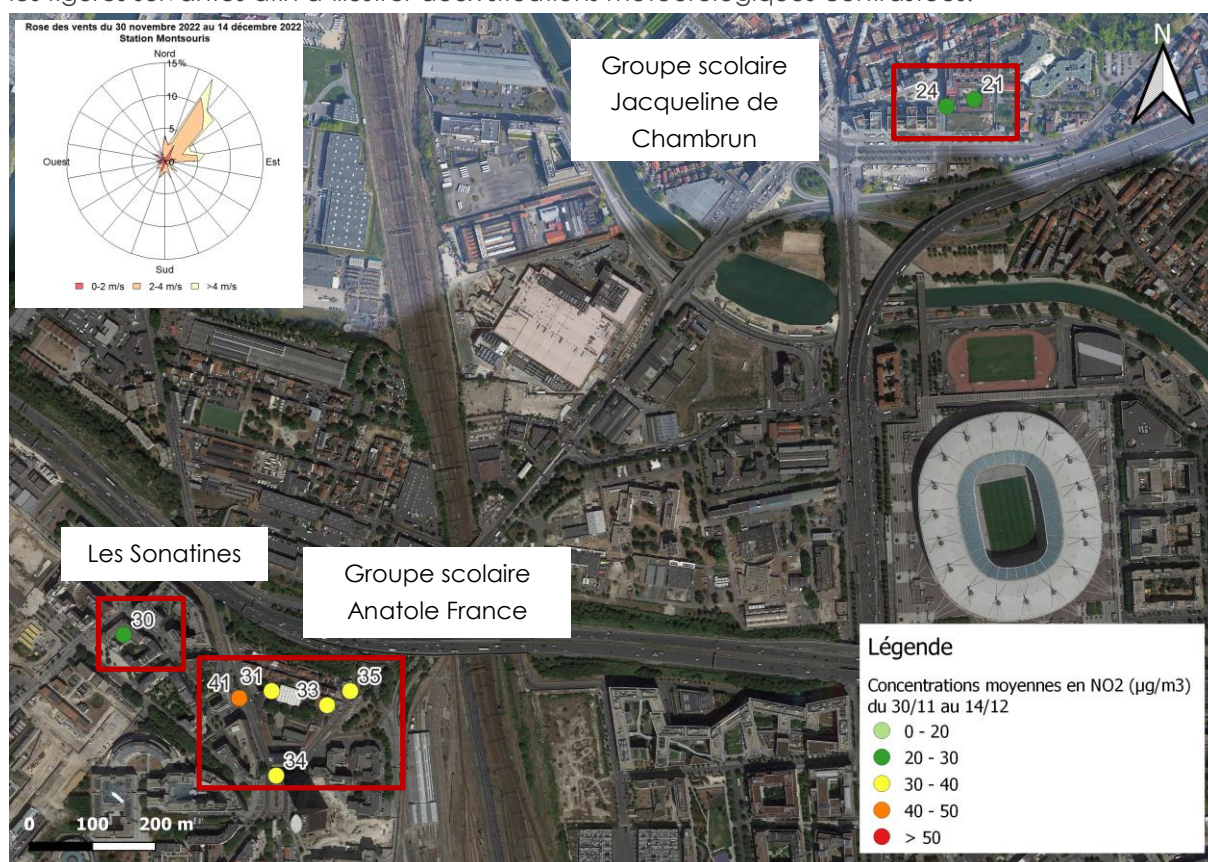 Rose des vents du 30 novembre 2022 au 14 décembre 2022
Station Montsouris
Nord
15%
10
5
0
Ouest
Est
Sud
0-2 m/s 2-4 m/s >4 m/s
Groupe scolaire
Jacqueline de
Chambrun
24
21
N
Les Sonatines
Groupe scolaire
Anatole France
30
41
31
33
35
34
0 100 200 m
Légende
Concentrations moyennes en NO2 (µg/m3)
du 30/11 au 14/12
0 - 20
20 - 30
30 - 40
40 - 50
> 50